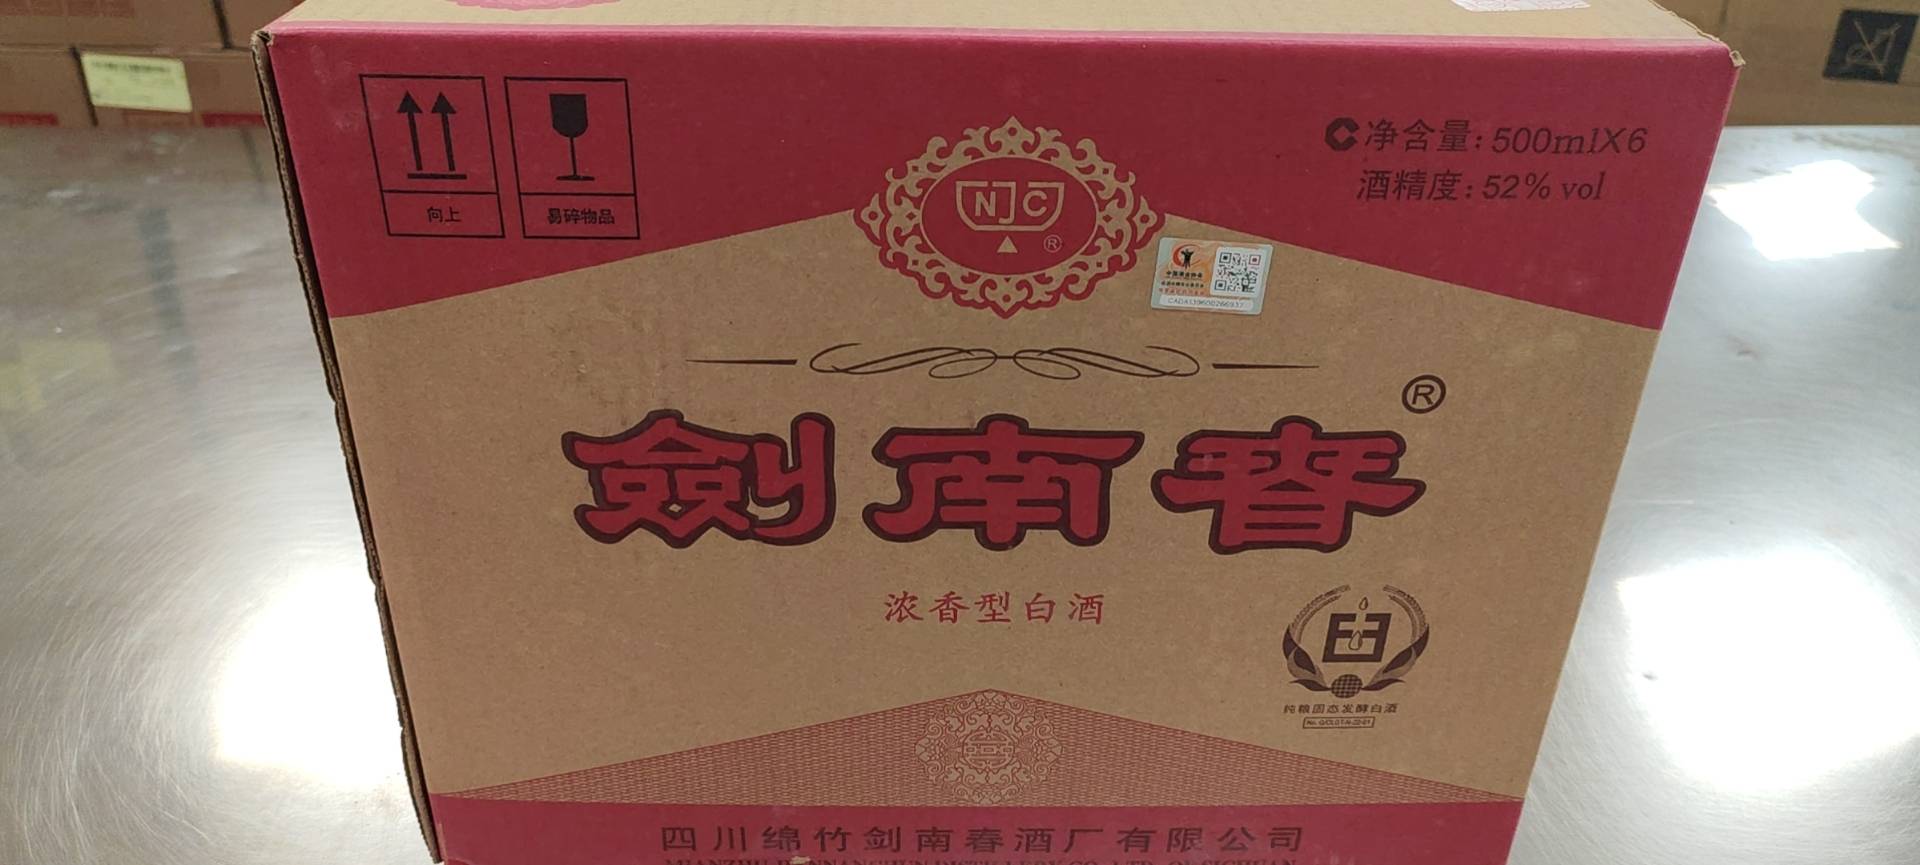 净含量: 500mlX6
酒精度: 52% vol
向上
易碎物品
NJC
®
CADA139600266937
劍南春®
浓香型白酒
纯粮固态发酵白酒
四川绵竹剑南春酒厂有限公司